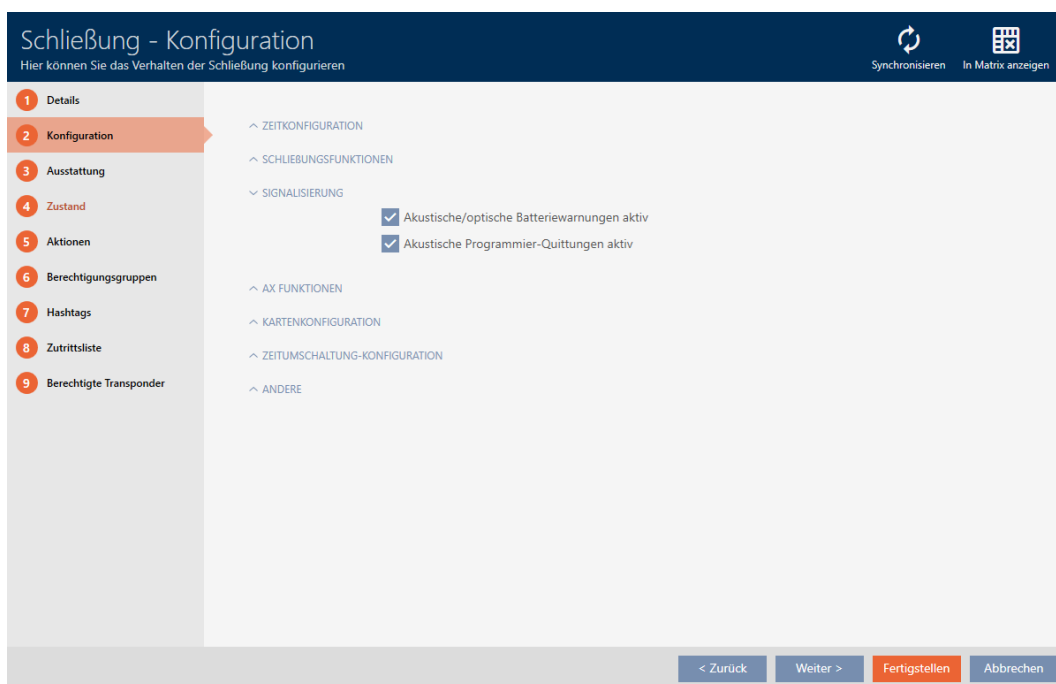 Schließung - Konfiguration
Hier können Sie das Verhalten der Schließung konfigurieren
Synchronisieren
In Matrix anzeigen
1 Details
2 Konfiguration
3 Ausstattung
4 Zustand
5 Aktionen
6 Berechtigungsgruppen
7 Hashtags
8 Zutrittsliste
9 Berechtigte Transponder
ZEITKONFIGURATION
SCHLIEßUNGSFUNKTIONEN
SIGNALISIERUNG
Akustische/optische Batteriewarnungen aktiv
Akustische Programmier-Quittungen aktiv
AX FUNKTIONEN
KARTENKONFIGURATION
ZEITUMSCHALTUNG-KONFIGURATION
ANDERE
< Zurück
Weiter >
Fertigstellen
Abbrechen